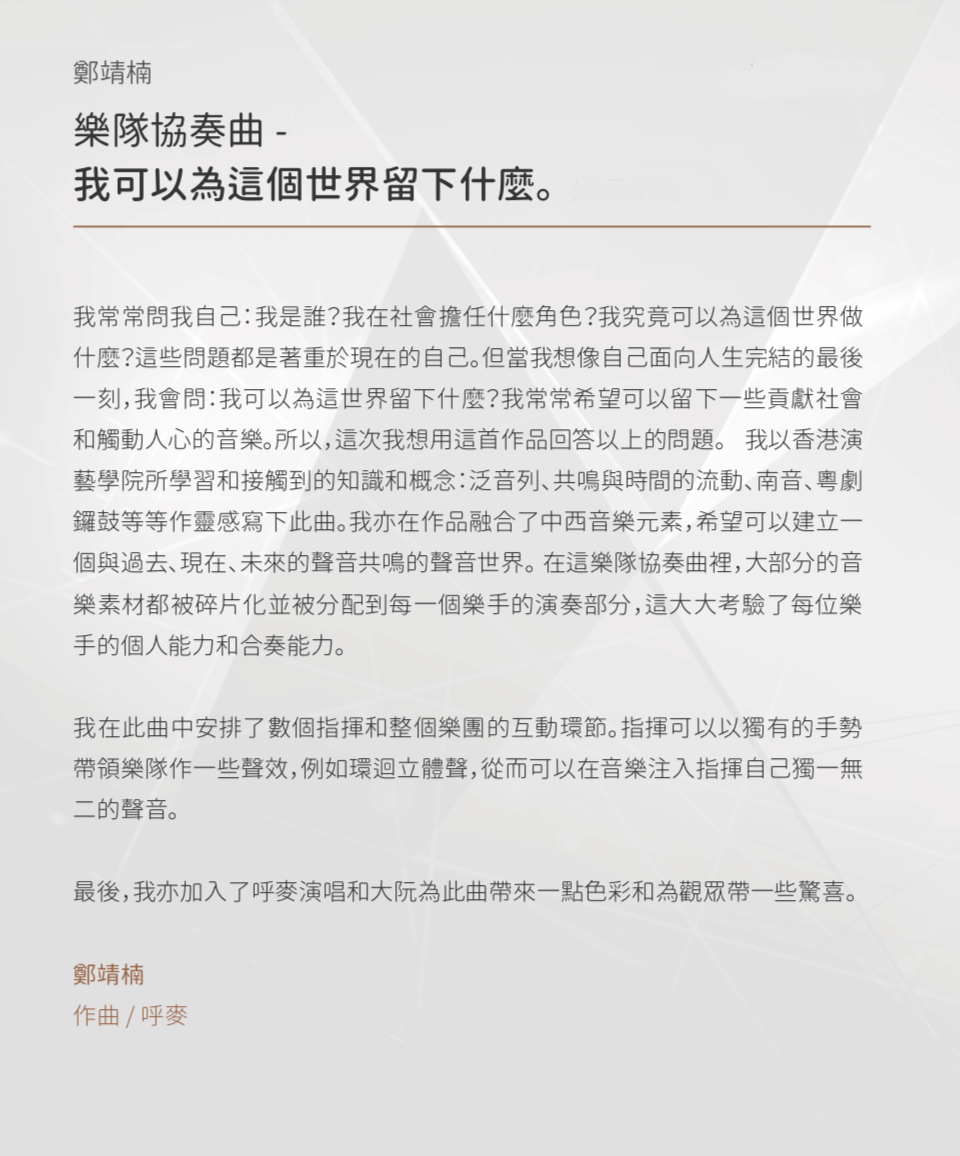 鄭靖楠
樂隊協奏曲 -
我可以為這個世界留下什麼。
我常常問我自己：我是誰？我在社會擔任什麼角色？我究竟可以為這個世界做
什麼？這些問題都是著重於現在的自己。但當我想像自己面向人生完結的最後
一刻，我會問：我可以為這世界留下什麼？我常常希望可以留下一些貢獻社會
和觸動人心的音樂。所以，這次我想用這首作品回答以上的問題。 我以香港演
藝學院所學習和接觸到的知識和概念：泛音列、共鳴與時間的流動、南音、粵劇
鑼鼓等等作靈感寫下此曲。我亦在作品融合了中西音樂元素，希望可以建立一
個與過去、現在、未來的聲音共鳴的聲音世界。 在這樂隊協奏曲裡，大部分的音
樂素材都被碎片化並被分配到每一個樂手的演奏部分，這大大考驗了每位樂
手的個人能力和合奏能力。
我在此曲中安排了數個指揮和整個樂團的互動環節。指揮可以以獨有的手勢
帶領樂隊作一些聲效，例如環迴立體聲，從而可以在音樂注入指揮自己獨一無
二的聲音。
最後，我亦加入了呼麥演唱和大阮為此曲帶來一點色彩和為觀眾帶一些驚喜。
鄭靖楠
作曲 / 呼麥